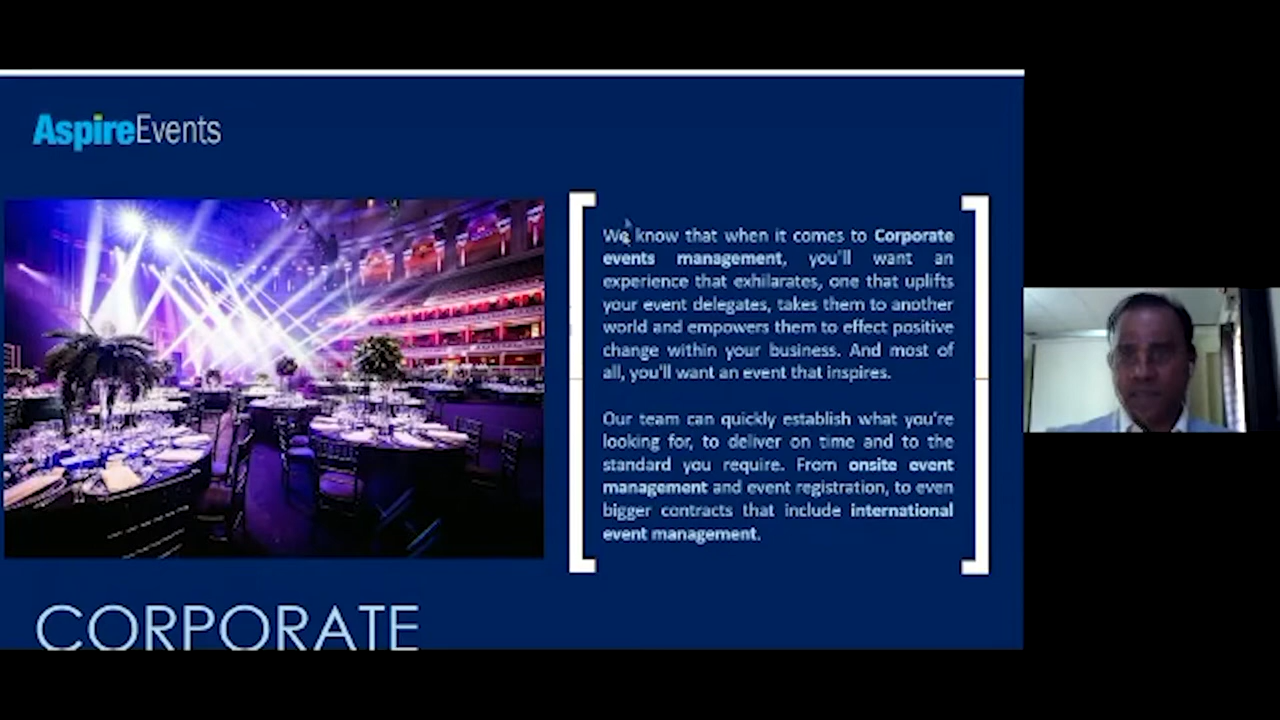 AspireEvents
We know that when it comes to Corporate
events management, you'll want an
experience that exhilarates, one that uplifts
your event delegates, takes them to another
world and empowers them to effect positive
change within your business. And most of
all, you'll want an event that inspires.
Our team can quickly establish what you're
looking for, to deliver on time and to the
standard you require. From onsite event
management and event registration, to even
bigger contracts that include international
event management.
CORPORATE